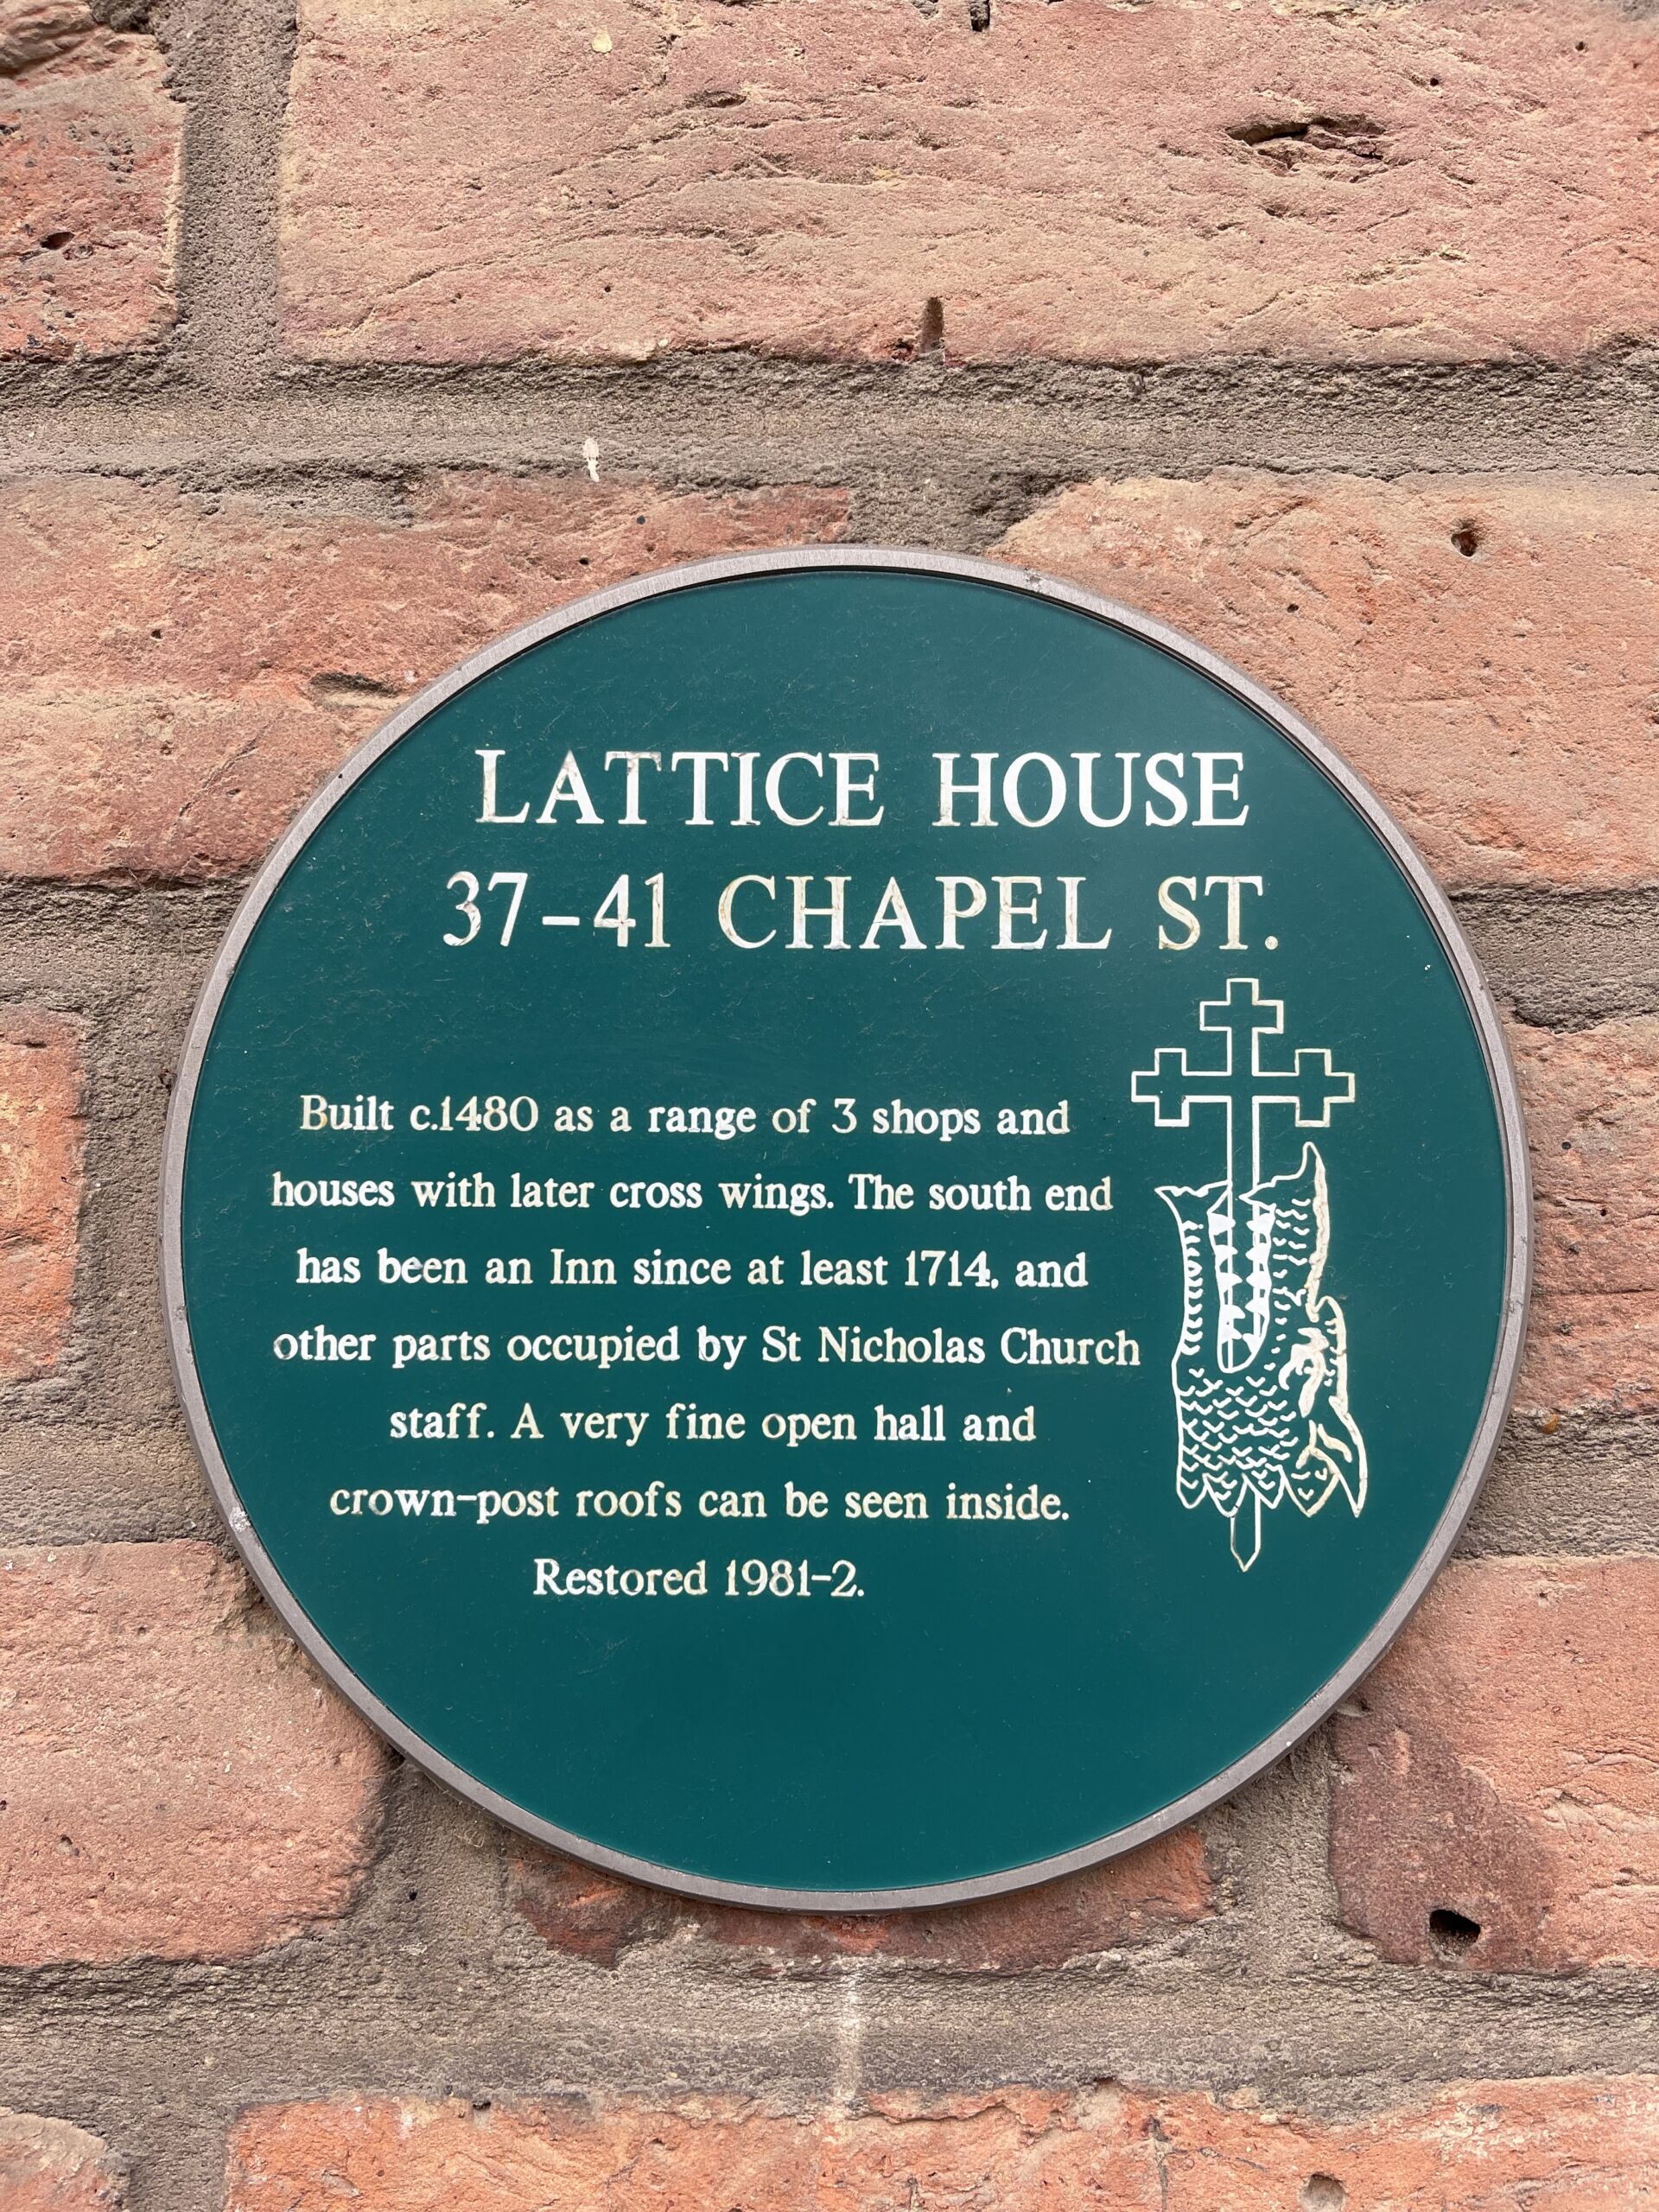 LATTICE HOUSE
37-41 CHAPEL ST.
Built c.1480 as a range of 3 shops and
houses with later cross wings. The south end
has been an Inn since at least 1714, and
other parts occupied by St Nicholas Church
staff. A very fine open hall and
crown-post roofs can be seen inside.
Restored 1981-2.